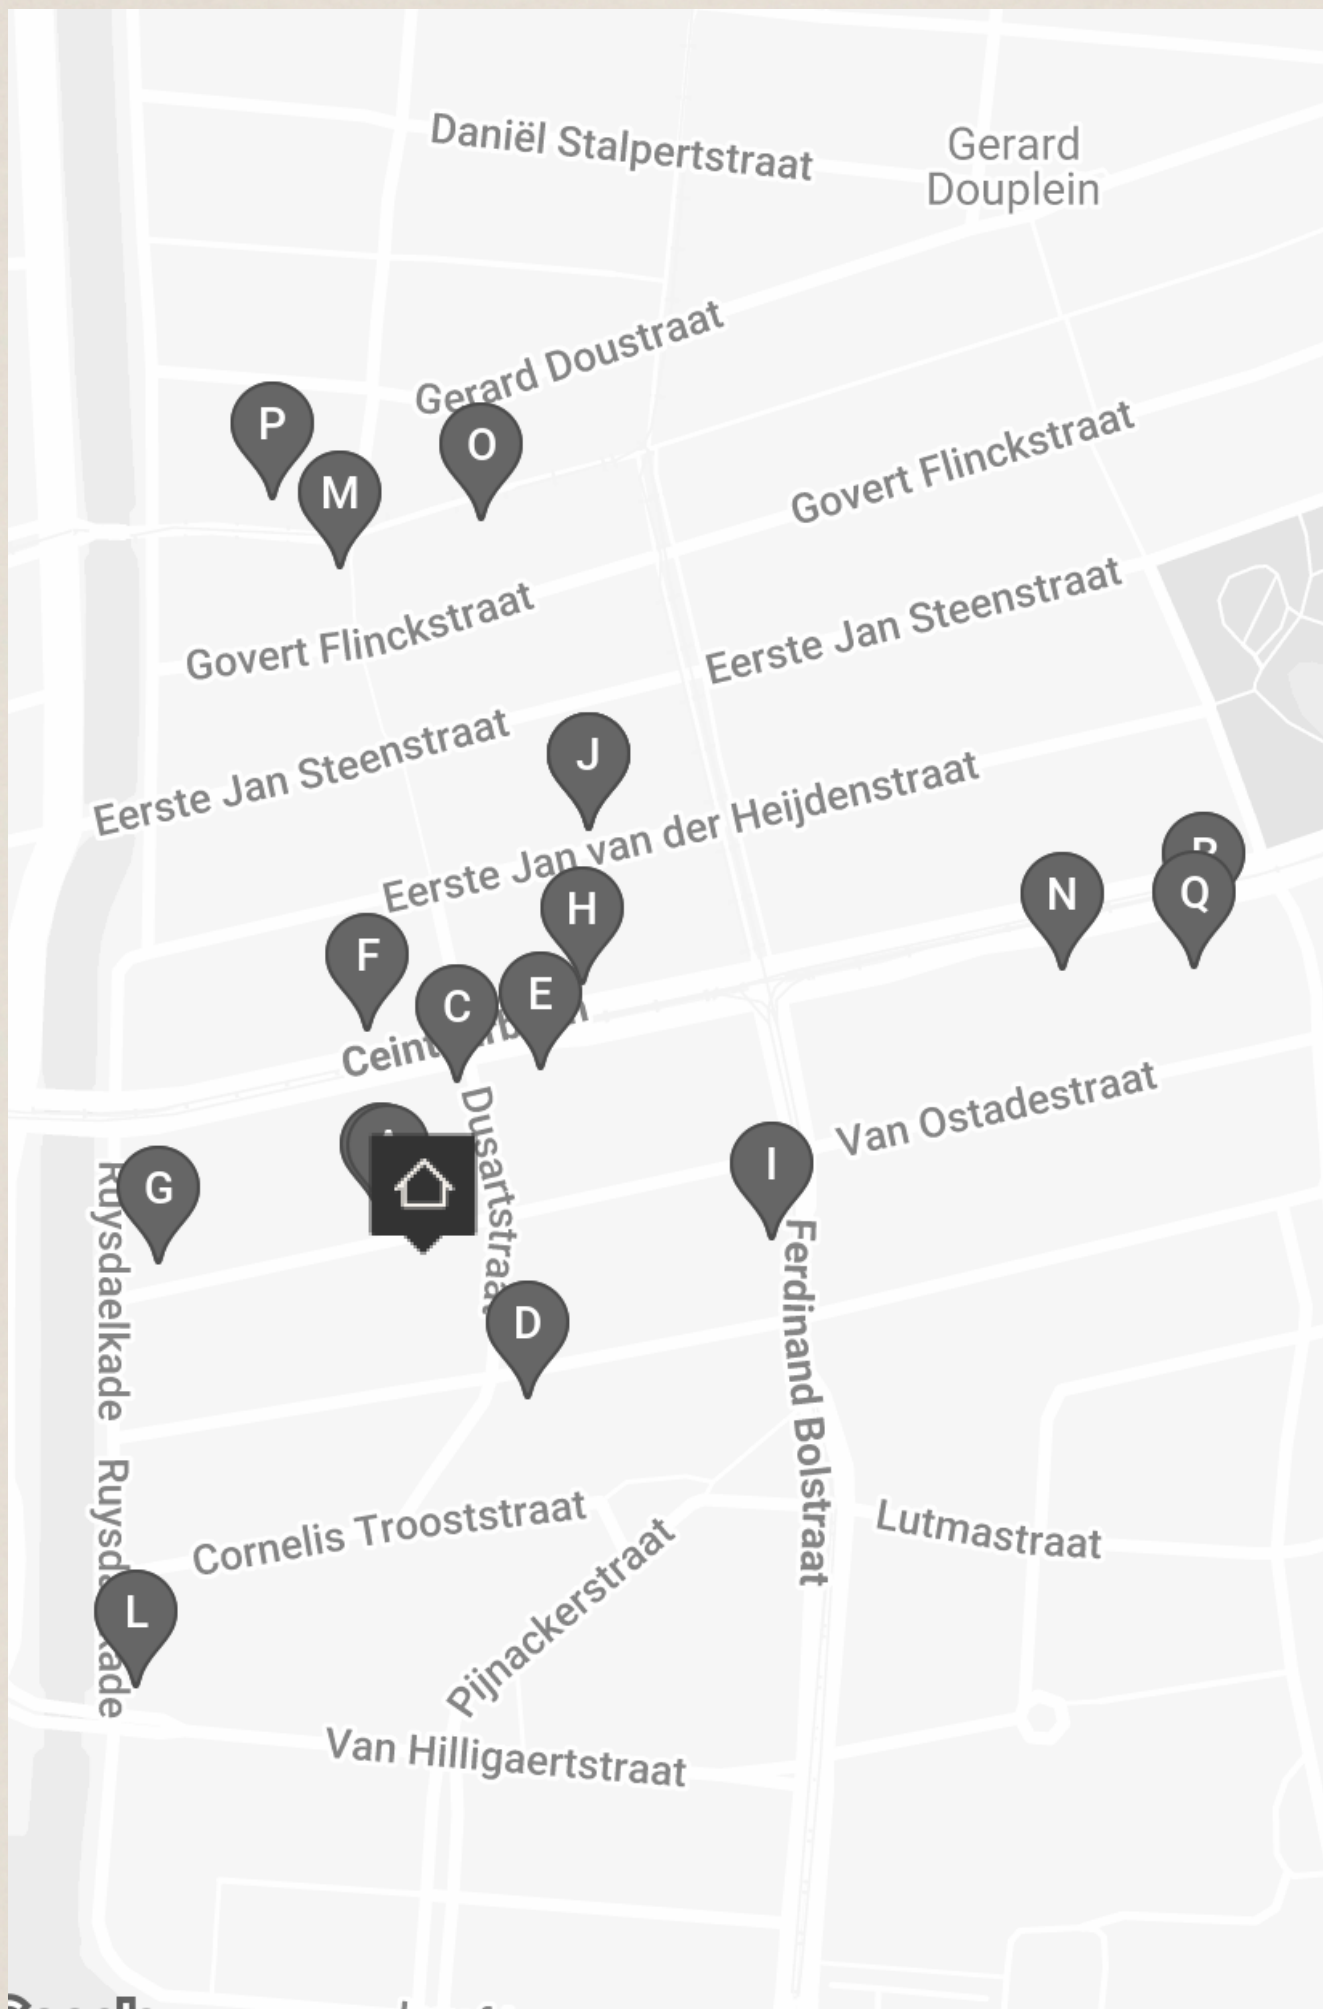 Daniël Stalpertstraat
Gerard
Douplein
Gerard Doustraat
P
O
M
Govert Flinckstraat
Govert Flinckstraat
Eerste Jan Steenstraat
Eerste Jan Steenstraat
J
Eerste Jan van der Heijdenstraat
N
Q
H
F
C
E
Dusartstraat
Van Ostadestraat
G
I
Ruysdaelkade
D
Ferdinand Bolstraat
Cornelis Trooststraat
Lutmastraat
Pijnackerstraat
L
Van Hilligaertstraat